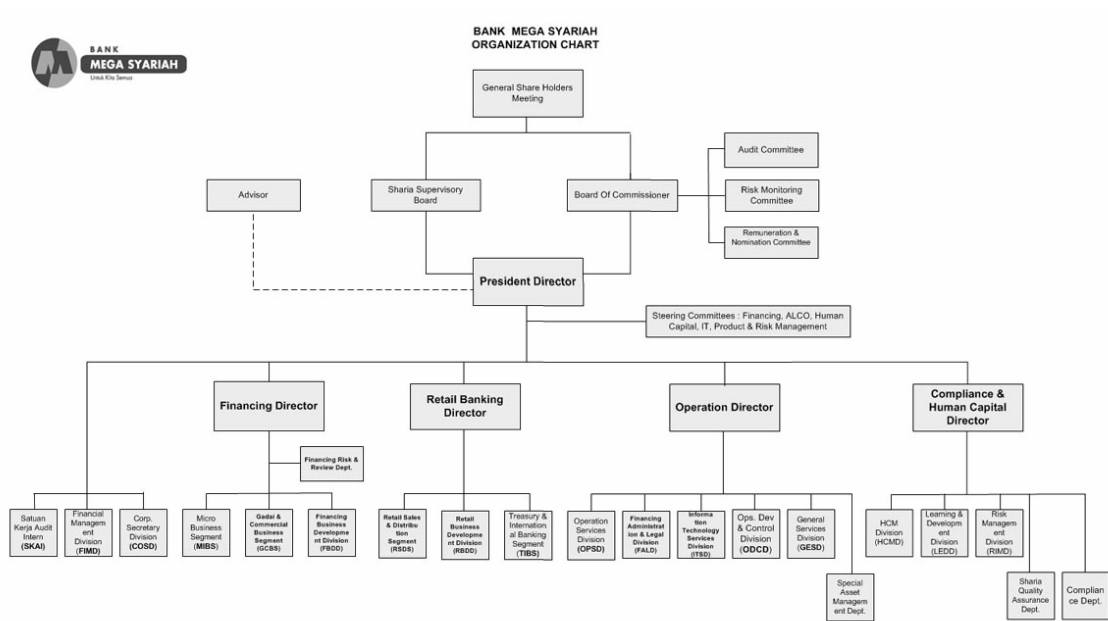 BANK MEGA SYARIAH
ORGANIZATION CHART
BANK
MEGA SYARIAH
Untuk Kita Semua
General Share Holders
Meeting
Audit Committee
Advisor
Sharia Supervisory
Board
Board Of Commissioner
Risk Monitoring
Committee
Remuneration &
Nomination Committee
President Director
Steering Committees : Financing, ALCO, Human
Capital, IT, Product & Risk Management
Financing Director
Retail Banking
Director
Operation Director
Compliance &
Human Capital
Director
Financing Risk &
Review Dept.
Satuan
Kerja Audit
Intern
(SKAI)
Financial
Managem
ent Division
(FIMD)
Corp.
Secretary
Division
(COSD)
Micro
Business
Segment
(MIBS)
Gadai &
Commercial
Business
Segment
(GCBS)
Financing
Business
Developme
nt Division
(FBDD)
Retail Sales
& Distribu
tion
Segment
(RSDS)
Retail
Business
Developme
nt Division
(RBDD)
Treasury &
Internation
al Banking
Segment
(TIBS)
Operation
Services
Division
(OPSD)
Financing
Administrat
ion & Legal
Division
(FALD)
Informa
tion
Technology
Services
Division
(ITSD)
Ops. Dev
& Control
Division
(ODCD)
General
Services
Division
(GESD)
HCM
Division
(HCMD)
Learning &
Developm
ent
Division
(LEDD)
Risk
Managem
ent
Division
(RIMD)
Special
Asset
Manage
ment Dept.
Sharia
Quality
Assurance
Dept.
Complian
ce Dept.